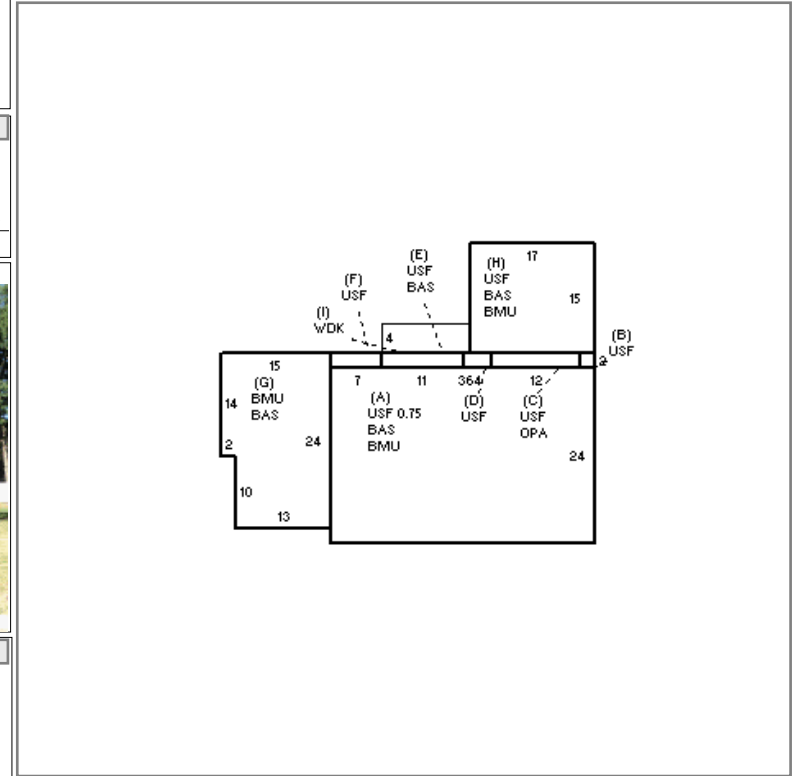 (E)
USF
BAS
17
(H)
USF
BAS
BMU
15
(F)
USF
(I)
WDK
4
(B)
USF
2
15
(G)
BMU
BAS
14
24
2
10
13
7
11
364
12
(A)
USF 0.75
BAS
BMU
(D)
USF
(C)
USF
OPA
24